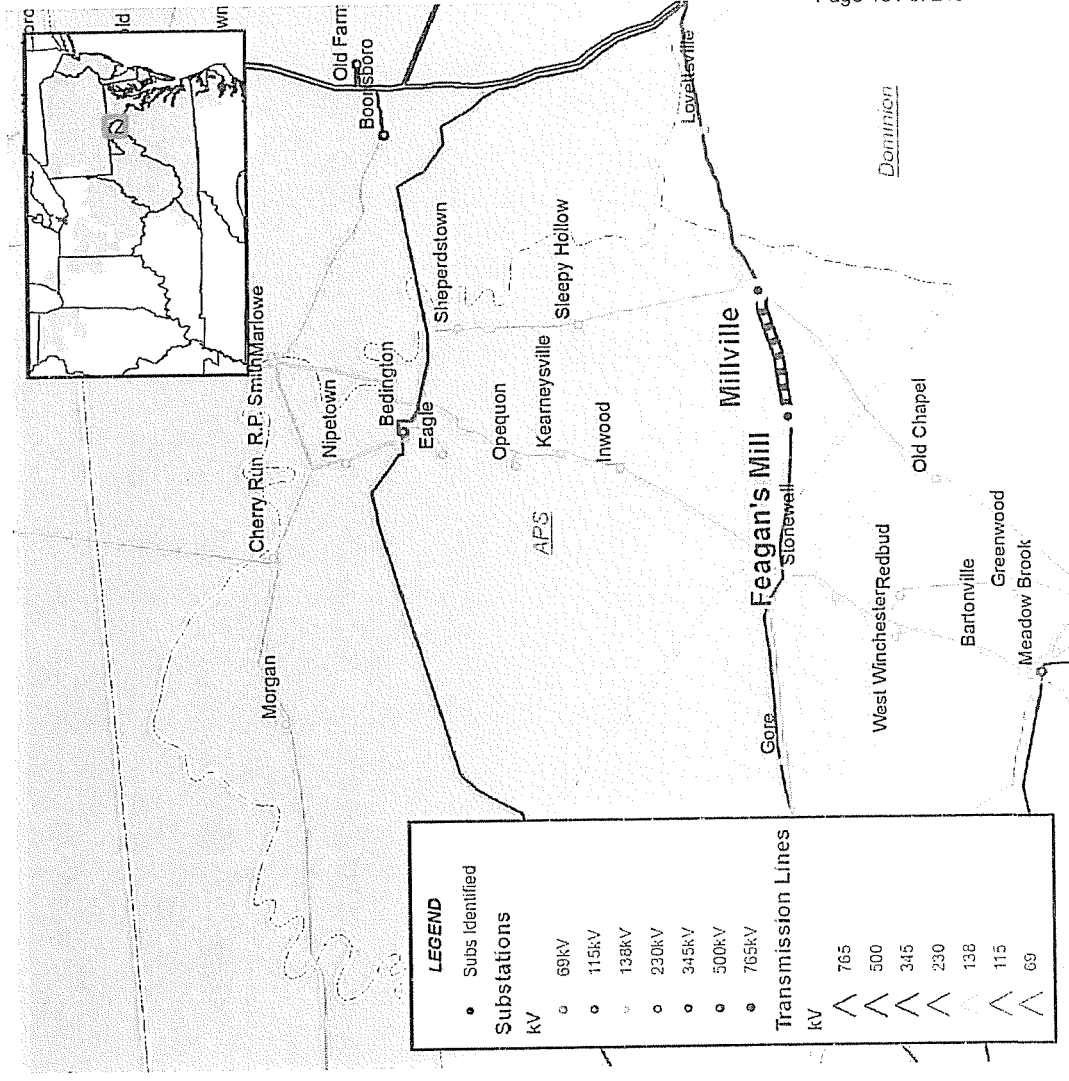 Old Farm
Boonsboro
Lovettsville
Dominion
Cherry Run
R.P. Smith
Marlowe
Nipetown
Bedington
Eagle
Sheperdstown
Sleepy Hollow
Opequon
Kearneysville
Inwood
Morgan
APS
Millville
Feagan's Mill
Stonewall
Old Chapel
Gore
West Winchester
Redbud
Bartonville
Greenwood
Meadow Brook
LEGEND
Subs Identified
Substations
kV
69kV
115kV
138kV
230kV
345kV
500kV
765kV
Transmission Lines
kV
765
500
345
230
138
115
69